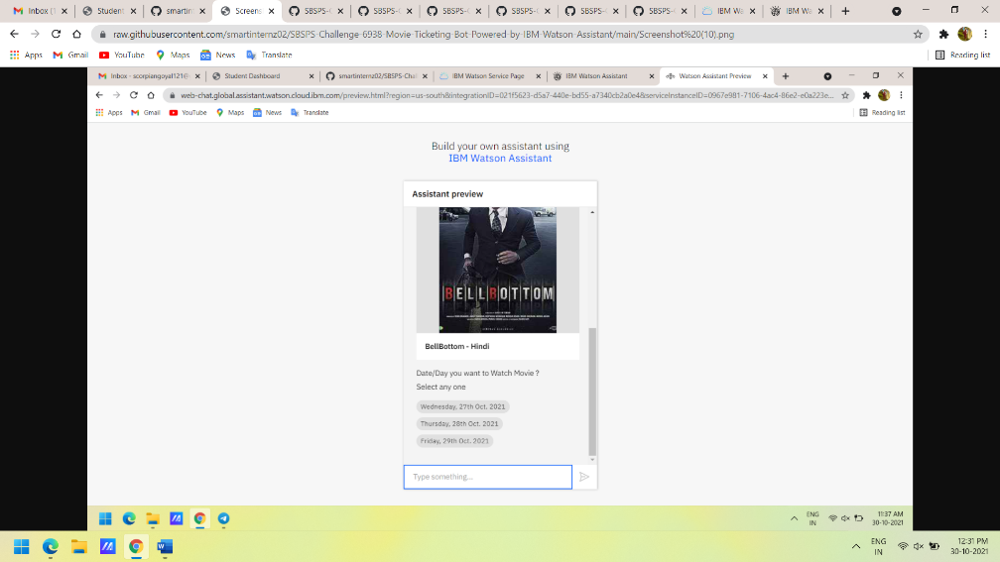 Inbox (1
Student
smartin
Screens
SBSPS-C
SBSPS-C
SBSPS-C
SBSPS-C
SBSPS-C
SBSPS-C
IBM Wa
IBM Wa
raw.githubusercontent.com/smartinternz02/SBSPS-Challenge-6938-Movie-Ticketing-Bot-Powered-by-IBM-Watson-Assistant/main/Screenshot%20(10).png
Apps
Gmail
YouTube
Maps
News
Translate
Reading list
Inbox - scorpiangoyal121@
Student Dashboard
smartinternz02/SBSPS-Chal
IBM Watson Service Page
IBM Watson Assistant
Watson Assistant Preview
web-chat.global.assistant.watson.cloud.ibm.com/preview.html?region=us-south&integrationID=021f5623-d5a7-440e-bd55-a7340cb2a0e4&serviceInstanceID=0967e981-7106-4ac4-86e2-e0a223e...
Apps
Gmail
YouTube
Maps
News
Translate
Reading list
Build your own assistant using
IBM Watson Assistant
Assistant preview
BELLBOTTOM
BellBottom - Hindi
Date/Day you want to Watch Movie ?
Select any one
Wednesday, 27th Oct. 2021
Thursday, 28th Oct. 2021
Friday, 29th Oct. 2021
Type something...
ENG
IN
11:37 AM
30-10-2021
ENG
IN
12:31 PM
30-10-2021